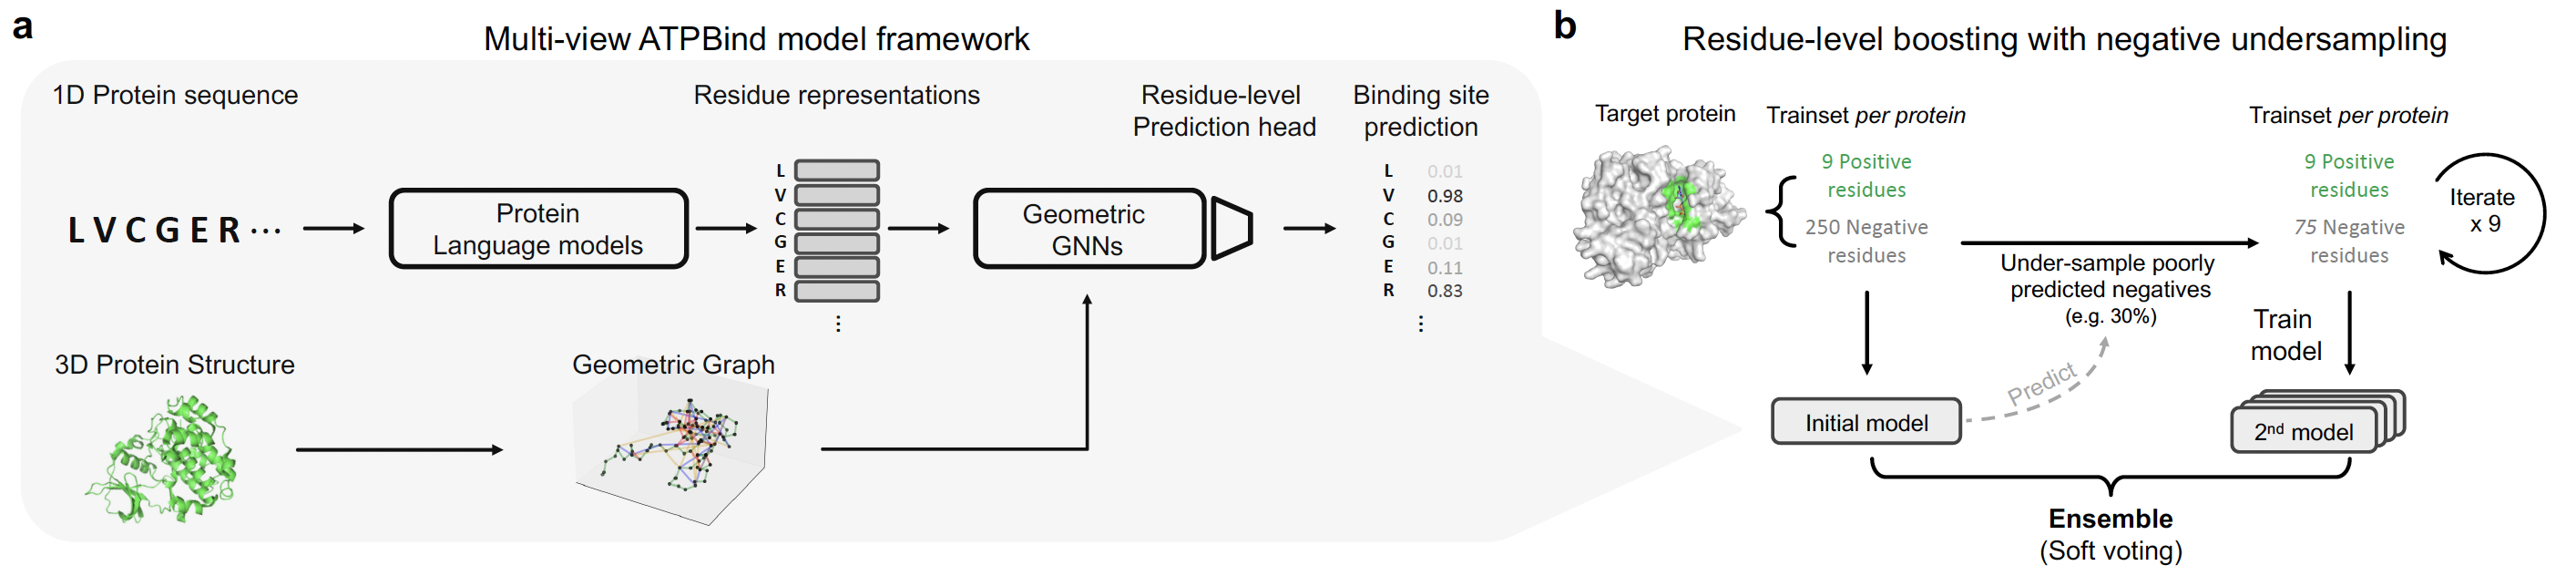 a
Multi-view ATPBind model framework
1D Protein sequence
Residue representations
Residue-level
Prediction head
Binding site
prediction
L V C G E R ···
Protein
Language models
L
V
C
G
E
R
⋮
Geometric
GNNs
L 0.01
V 0.98
C 0.09
G 0.01
E 0.11
R 0.83
⋮
3D Protein Structure
Geometric Graph
b
Residue-level boosting with negative undersampling
Target protein
Trainset per protein
9 Positive
residues
250 Negative
residues
Under-sample poorly
predicted negatives
(e.g. 30%)
Trainset per protein
9 Positive
residues
75 Negative
residues
Iterate
x 9
Train
model
Predict
Initial model
2nd model
Ensemble
(Soft voting)